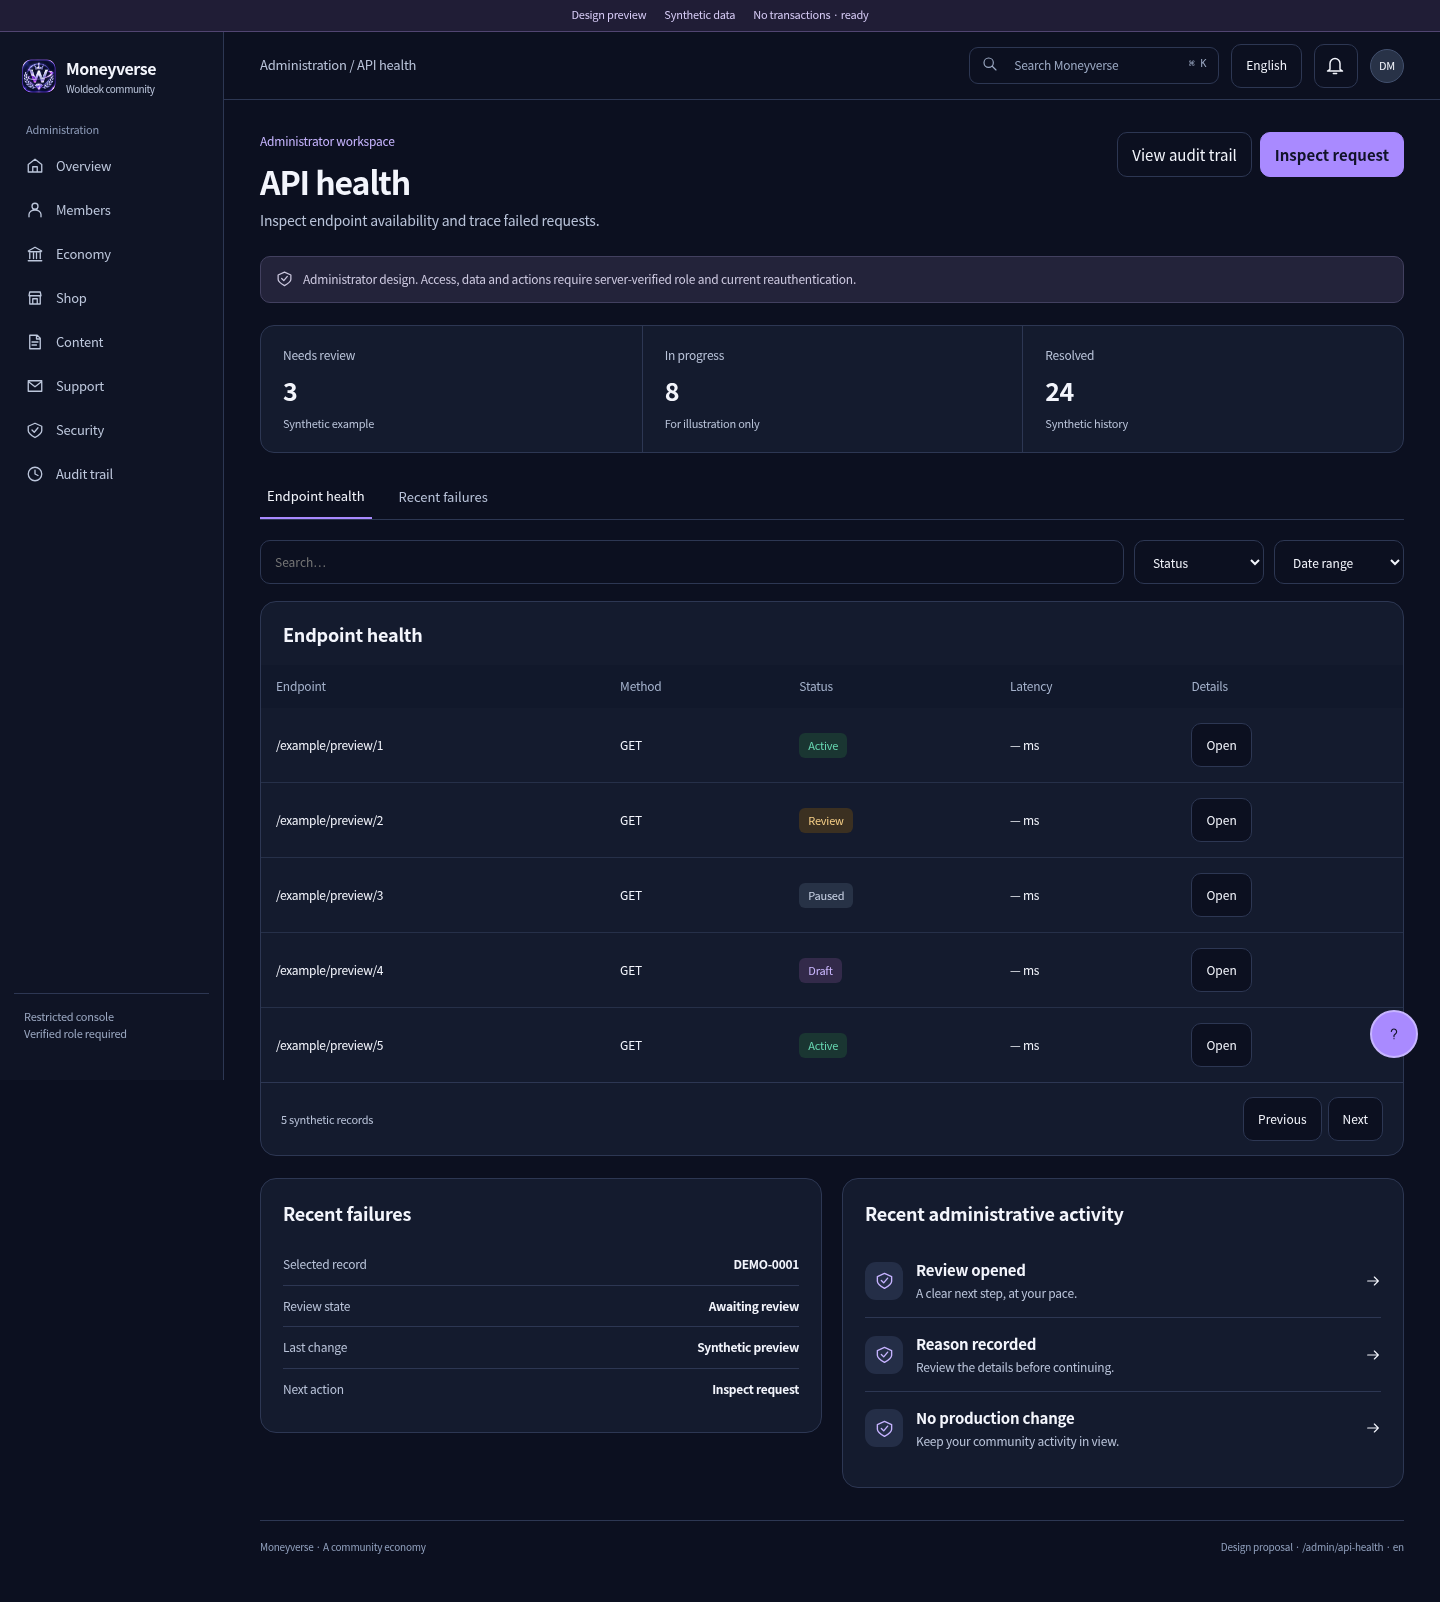 Design preview Synthetic data No transactions · ready
Moneyverse
Woldeok community
Administration
Overview
Members
Economy
Shop
Content
Support
Security
Audit trail
Restricted console
Verified role required
Administration / API health
Search Moneyverse ⌘ K
English
DM
Administrator workspace
API health
Inspect endpoint availability and trace failed requests.
View audit trail
Inspect request
Administrator design. Access, data and actions require server-verified role and current reauthentication.
Needs review
3
Synthetic example
In progress
8
For illustration only
Resolved
24
Synthetic history
Endpoint health Recent failures
Search…
Status
Date range
Endpoint health
Endpoint Method Status Latency Details
/example/preview/1 GET Active — ms Open
/example/preview/2 GET Review — ms Open
/example/preview/3 GET Paused — ms Open
/example/preview/4 GET Draft — ms Open
/example/preview/5 GET Active — ms Open
?
5 synthetic records Previous Next
Recent failures
Selected record DEMO-0001
Review state Awaiting review
Last change Synthetic preview
Next action Inspect request
Recent administrative activity
Review opened
A clear next step, at your pace.
Reason recorded
Review the details before continuing.
No production change
Keep your community activity in view.
Moneyverse · A community economy
Design proposal · /admin/api-health · en